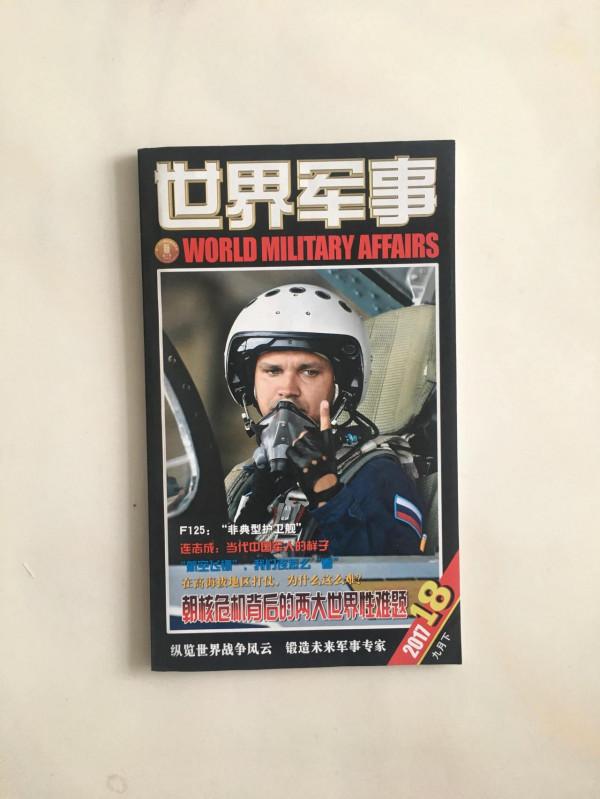 世界军事
WORLD MILITARY AFFAIRS
F125：“非典型护卫舰”
连志成：当代中国军人的样子
在高海拔地区打仗，为什么这么难？
朝核危机背后的两大世界性难题
2017 18
九月下
纵览世界战争风云 锻造未来军事专家